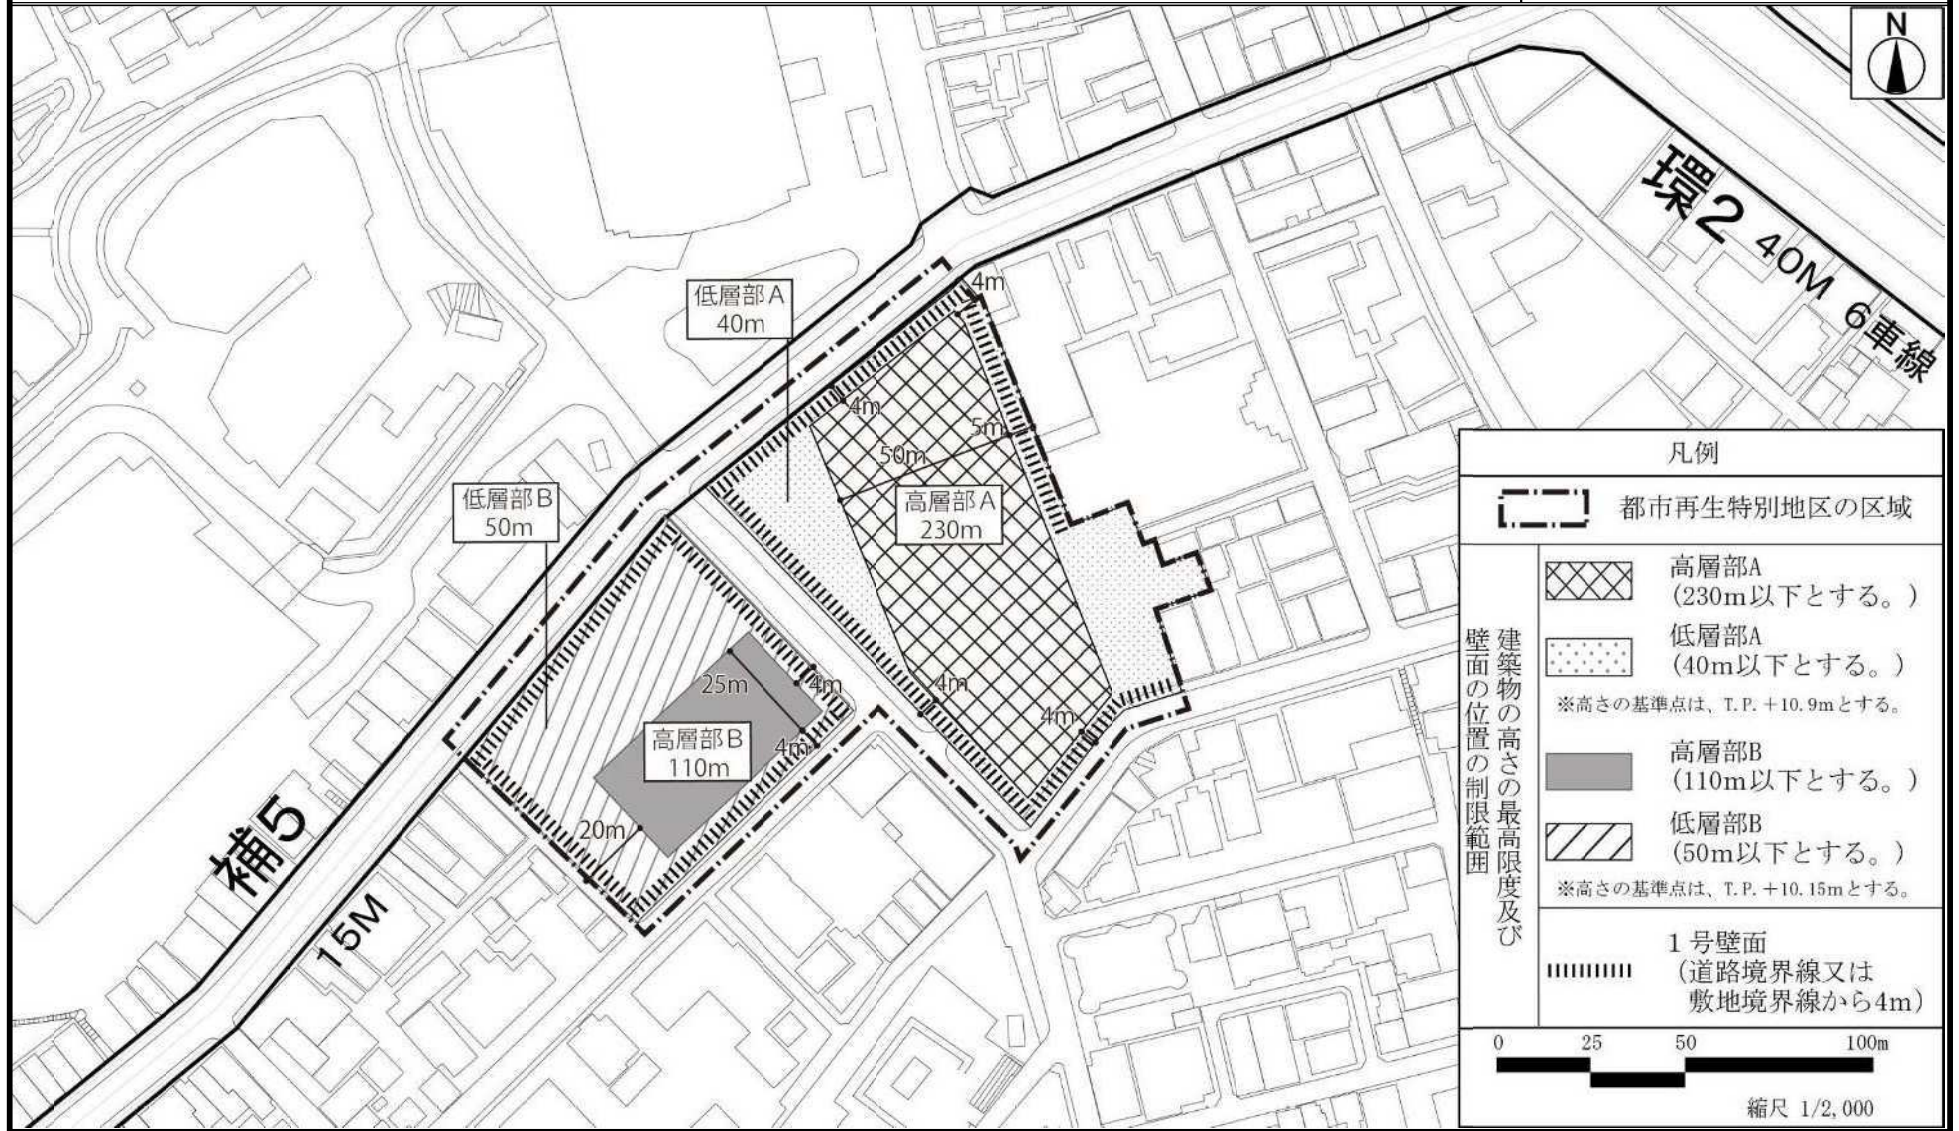 N
環2 40M 6車線
4m
低層部A
40m
4m
5m
50m
高層部A
230m
低層部B
50m
4m
25m
4m
4m
高層部B
110m
4m
20m
補5
15M
凡例
都市再生特別地区の区域
建築物の高さの最高限度及び
壁面の位置の制限範囲
高層部A
(230m以下とする。)
低層部A
(40m以下とする。)
※高さの基準点は、T.P.+10.9mとする。
高層部B
(110m以下とする。)
低層部B
(50m以下とする。)
※高さの基準点は、T.P.+10.15mとする。
1号壁面
(道路境界線又は
敷地境界線から4m)
0 25 50 100m
縮尺 1/2,000